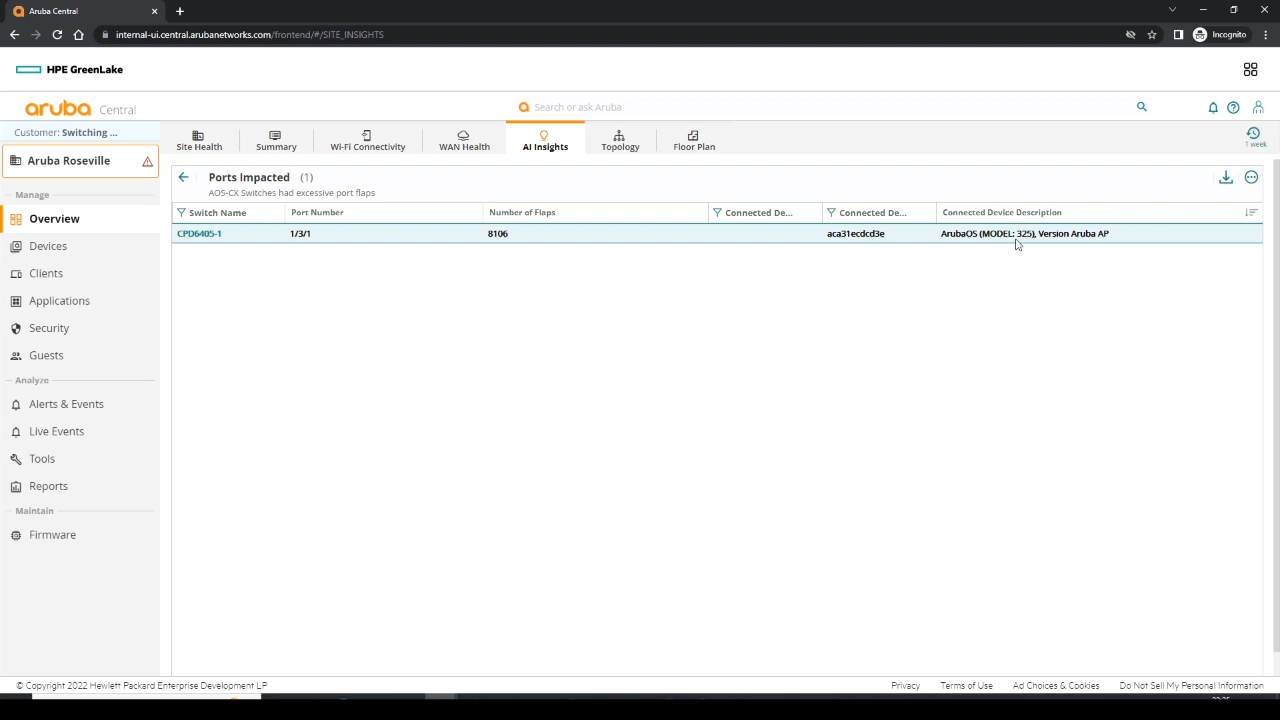 Aruba Central
internal-ui.central.arubanetworks.com/frontend/#/SITE_INSIGHTS
Incognito
HPE GreenLake
aruba Central
Search or ask Aruba
Customer: Switching ...
Aruba Roseville
Site Health
Summary
Wi-Fi Connectivity
WAN Health
AI Insights
Topology
Floor Plan
1 week
Manage
Overview
Devices
Clients
Applications
Security
Guests
Analyze
Alerts & Events
Live Events
Tools
Reports
Maintain
Firmware
Ports Impacted (1)
AOS-CX Switches had excessive port flaps
Switch Name Port Number Number of Flaps Connected De... Connected De... Connected Device Description
CPD6405-1 1/3/1 8106 aca31ecdcd3e ArubaOS (MODEL: 325), Version Aruba AP
© Copyright 2022 Hewlett Packard Enterprise Development LP
Privacy Terms of Use Ad Choices & Cookies Do Not Sell My Personal Information